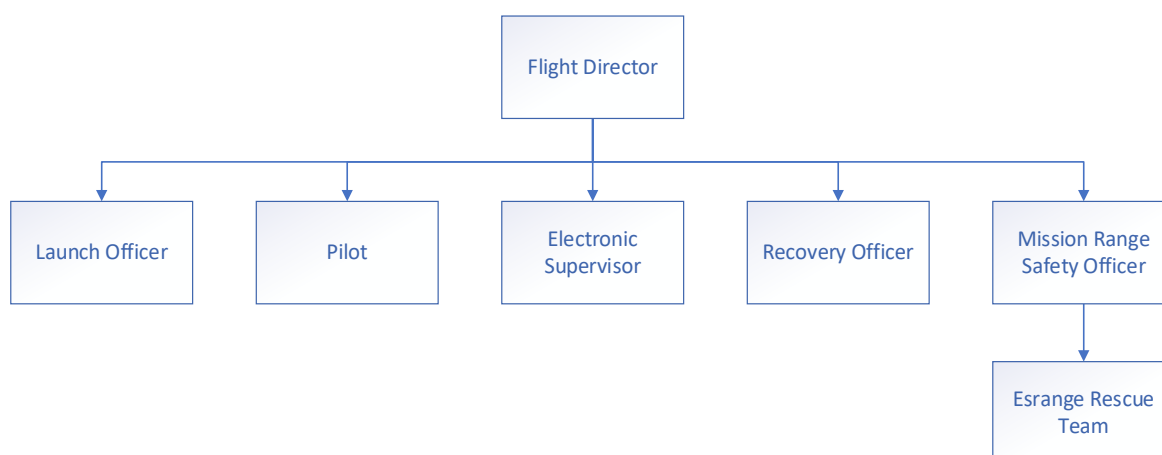 Flight Director
Launch Officer
Pilot
Electronic
Supervisor
Recovery Officer
Mission Range
Safety Officer
Esrange Rescue
Team